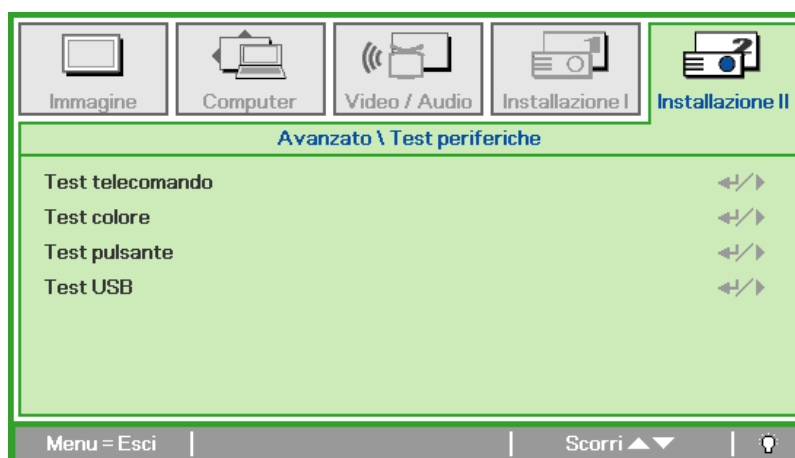 Immagine Computer Video / Audio Installazione I Installazione II
Avanzato \ Test periferiche
Test telecomando
Test colore
Test pulsante
Test USB
Menu = Esci Scorri